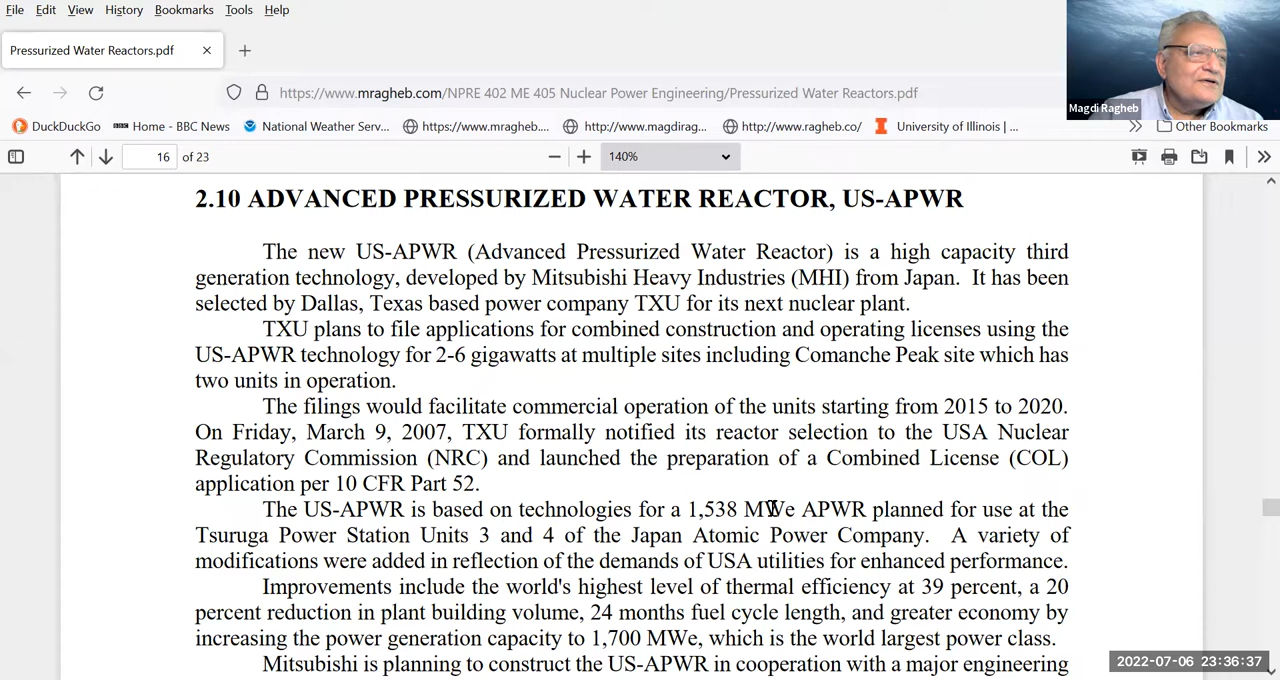 File Edit View History Bookmarks Tools Help
Pressurized Water Reactors.pdf
https://www.mragheb.com/NPRE 402 ME 405 Nuclear Power Engineering/Pressurized Water Reactors.pdf
Magdi Ragheb
DuckDuckGo BBC Home - BBC News National Weather Serv... https://www.mragheb.... http://www.magdirag... http://www.ragheb.co/ I University of Illinois |... Other Bookmarks
16 of 23 140%
2.10 ADVANCED PRESSURIZED WATER REACTOR, US-APWR
The new US-APWR (Advanced Pressurized Water Reactor) is a high capacity third
generation technology, developed by Mitsubishi Heavy Industries (MHI) from Japan. It has been
selected by Dallas, Texas based power company TXU for its next nuclear plant.
TXU plans to file applications for combined construction and operating licenses using the
US-APWR technology for 2-6 gigawatts at multiple sites including Comanche Peak site which has
two units in operation.
The filings would facilitate commercial operation of the units starting from 2015 to 2020.
On Friday, March 9, 2007, TXU formally notified its reactor selection to the USA Nuclear
Regulatory Commission (NRC) and launched the preparation of a Combined License (COL)
application per 10 CFR Part 52.
The US-APWR is based on technologies for a 1,538 MWe APWR planned for use at the
Tsuruga Power Station Units 3 and 4 of the Japan Atomic Power Company. A variety of
modifications were added in reflection of the demands of USA utilities for enhanced performance.
Improvements include the world's highest level of thermal efficiency at 39 percent, a 20
percent reduction in plant building volume, 24 months fuel cycle length, and greater economy by
increasing the power generation capacity to 1,700 MWe, which is the world largest power class.
Mitsubishi is planning to construct the US-APWR in cooperation with a major engineering
2022-07-06 23:36:37